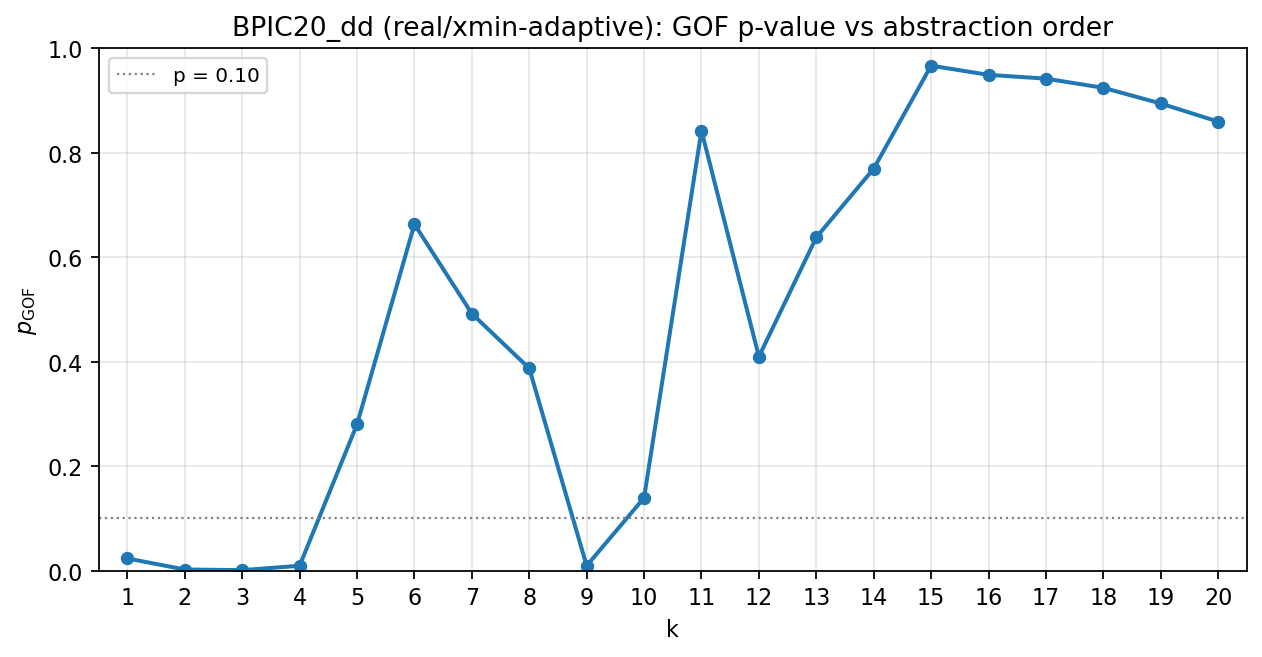 BPIC20_dd (real/xmin-adaptive): GOF p-value vs abstraction order
p = 0.10
1.0
0.8
0.6
0.4
0.2
0.0
p_GOF
1 2 3 4 5 6 7 8 9 10 11 12 13 14 15 16 17 18 19 20
k